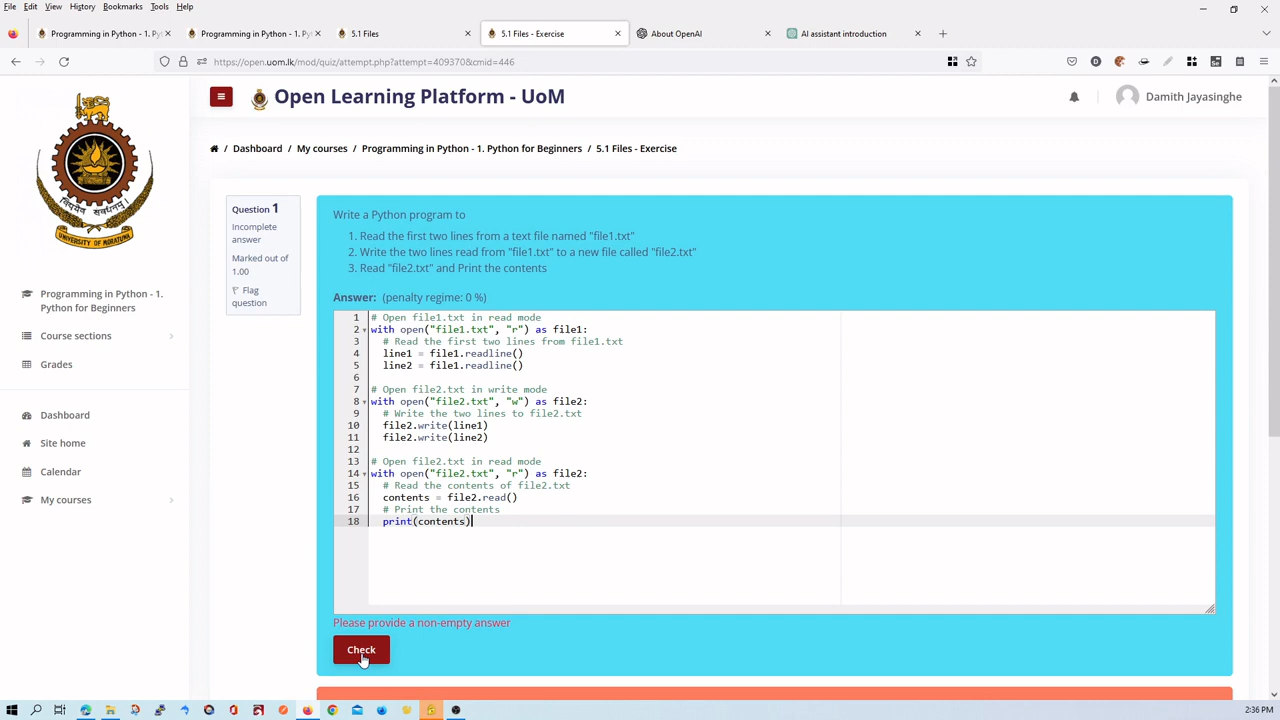 File Edit View History Bookmarks Tools Help
Programming in Python - 1. Py Programming in Python - 1. P 5.1 Files 5.1 Files - Exercise About OpenAI AI assistant introduction
https://open.uom.lk/mod/quiz/attempt.php?attempt=409370&cmid=446
Open Learning Platform - UoM
Damith Jayasinghe
UNIVERSITY OF MORATUWA
Dashboard / My courses / Programming in Python - 1. Python for Beginners / 5.1 Files - Exercise
Programming in Python - 1.
Python for Beginners
Course sections
Grades
Dashboard
Site home
Calendar
My courses
Question 1
Incomplete
answer
Marked out of
1.00
Flag
question
Write a Python program to
1. Read the first two lines from a text file named "file1.txt"
2. Write the two lines read from "file1.txt" to a new file called "file2.txt"
3. Read "file2.txt" and Print the contents
Answer: (penalty regime: 0 %)
1 # Open file1.txt in read mode
2 with open("file1.txt", "r") as file1:
3 # Read the first two lines from file1.txt
4 line1 = file1.readline()
5 line2 = file1.readline()
6
7 # Open file2.txt in write mode
8 with open("file2.txt", "w") as file2:
9 # Write the two lines to file2.txt
10 file2.write(line1)
11 file2.write(line2)
12
13 # Open file2.txt in read mode
14 with open("file2.txt", "r") as file2:
15 # Read the contents of file2.txt
16 contents = file2.read()
17 # Print the contents
18 print(contents)
Please provide a non-empty answer
Check
2:36 PM